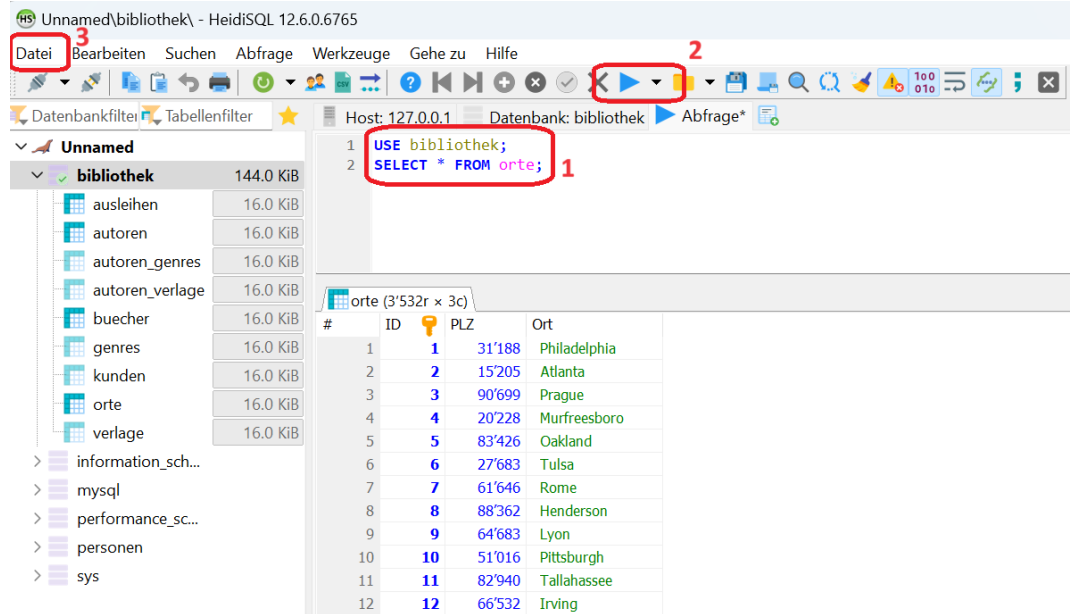 Unnamed\bibliothek\ - HeidiSQL 12.6.0.6765
3
Datei Bearbeiten Suchen Abfrage Werkzeuge Gehe zu Hilfe
2
Datenbankfilter Tabellenfilter
Host: 127.0.0.1 Datenbank: bibliothek Abfrage*
Unnamed
bibliothek 144.0 KiB
ausleihen 16.0 KiB
autoren 16.0 KiB
autoren_genres 16.0 KiB
autoren_verlage 16.0 KiB
buecher 16.0 KiB
genres 16.0 KiB
kunden 16.0 KiB
orte 16.0 KiB
verlage 16.0 KiB
information_sch...
mysql
performance_sc...
personen
sys
1 USE bibliothek;
2 SELECT * FROM orte;
1
orte (3'532r × 3c)
# ID PLZ Ort
1 1 31'188 Philadelphia
2 2 15'205 Atlanta
3 3 90'699 Prague
4 4 20'228 Murfreesboro
5 5 83'426 Oakland
6 6 27'683 Tulsa
7 7 61'646 Rome
8 8 88'362 Henderson
9 9 64'683 Lyon
10 10 51'016 Pittsburgh
11 11 82'940 Tallahassee
12 12 66'532 Irving